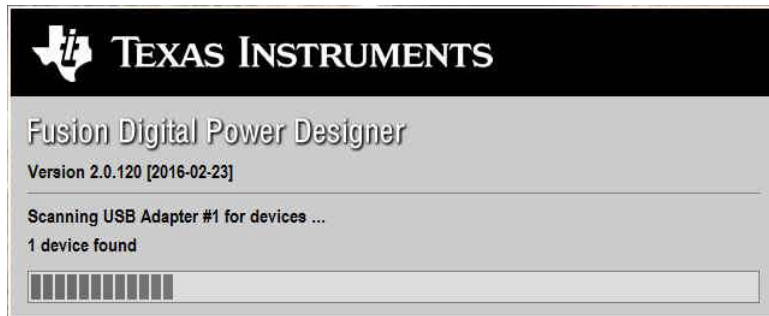 TEXAS INSTRUMENTS
Fusion Digital Power Designer
Version 2.0.120 [2016-02-23]
Scanning USB Adapter #1 for devices ...
1 device found